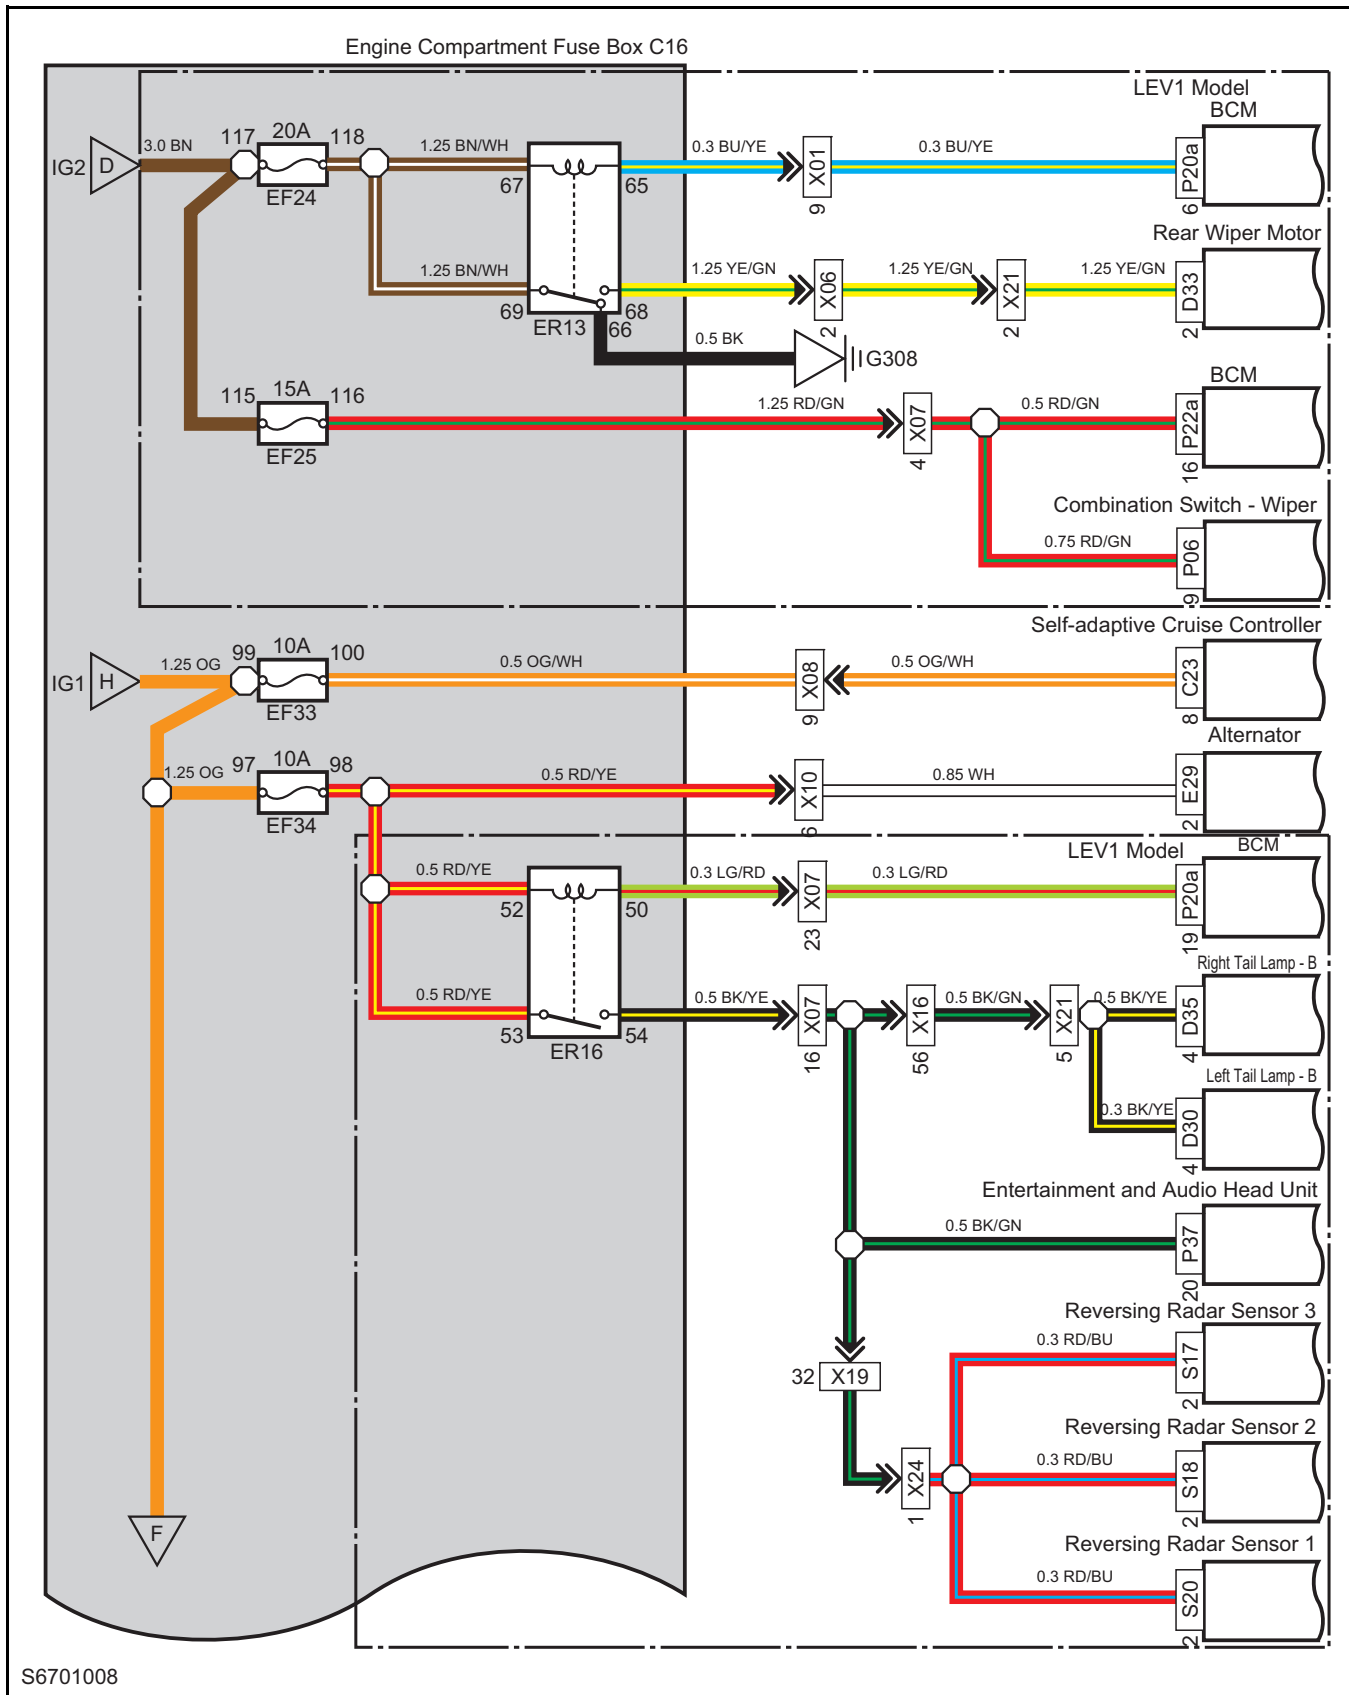 Engine Compartment Fuse Box C16
LEV1 Model
BCM
IG2
D
3.0 BN
117
20A
118
EF24
1.25 BN/WH
67
65
0.3 BU/YE
X01
9
0.3 BU/YE
P20a
6
Rear Wiper Motor
1.25 BN/WH
69
68
66
ER13
1.25 YE/GN
X06
2
1.25 YE/GN
X21
2
1.25 YE/GN
D33
2
0.5 BK
IG308
BCM
115
15A
116
EF25
1.25 RD/GN
X07
4
0.5 RD/GN
P22a
16
Combination Switch - Wiper
0.75 RD/GN
P06
9
Self-adaptive Cruise Controller
IG1
H
1.25 OG
99
10A
100
EF33
0.5 OG/WH
X08
9
0.5 OG/WH
C23
8
Alternator
1.25 OG
97
10A
98
EF34
0.5 RD/YE
X10
6
0.85 WH
E29
2
LEV1 Model
BCM
0.5 RD/YE
52
50
0.3 LG/RD
X07
23
0.3 LG/RD
P20a
19
Right Tail Lamp - B
0.5 RD/YE
53
54
ER16
0.5 BK/YE
X07
16
X16
56
0.5 BK/GN
X21
5
0.5 BK/YE
D35
4
Left Tail Lamp - B
0.3 BK/YE
D30
4
Entertainment and Audio Head Unit
0.5 BK/GN
P37
20
Reversing Radar Sensor 3
0.3 RD/BU
S17
2
32
X19
Reversing Radar Sensor 2
X24
1
0.3 RD/BU
S18
2
F
Reversing Radar Sensor 1
0.3 RD/BU
S20
2
S6701008